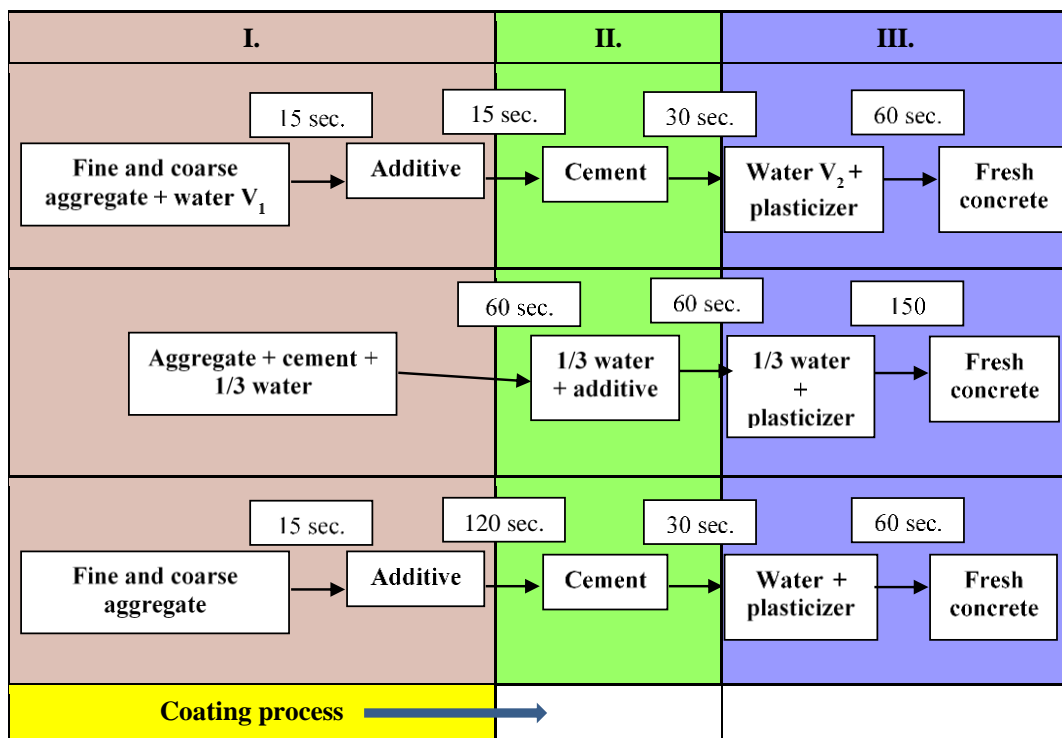 I.
II.
III.
15 sec.
15 sec.
30 sec.
60 sec.
Fine and coarse
aggregate + water V1
Additive
Cement
Water V2 +
plasticizer
Fresh
concrete
60 sec.
60 sec.
150
Aggregate + cement +
1/3 water
1/3 water
+ additive
1/3 water
+
plasticizer
Fresh
concrete
15 sec.
120 sec.
30 sec.
60 sec.
Fine and coarse
aggregate
Additive
Cement
Water +
plasticizer
Fresh
concrete
Coating process